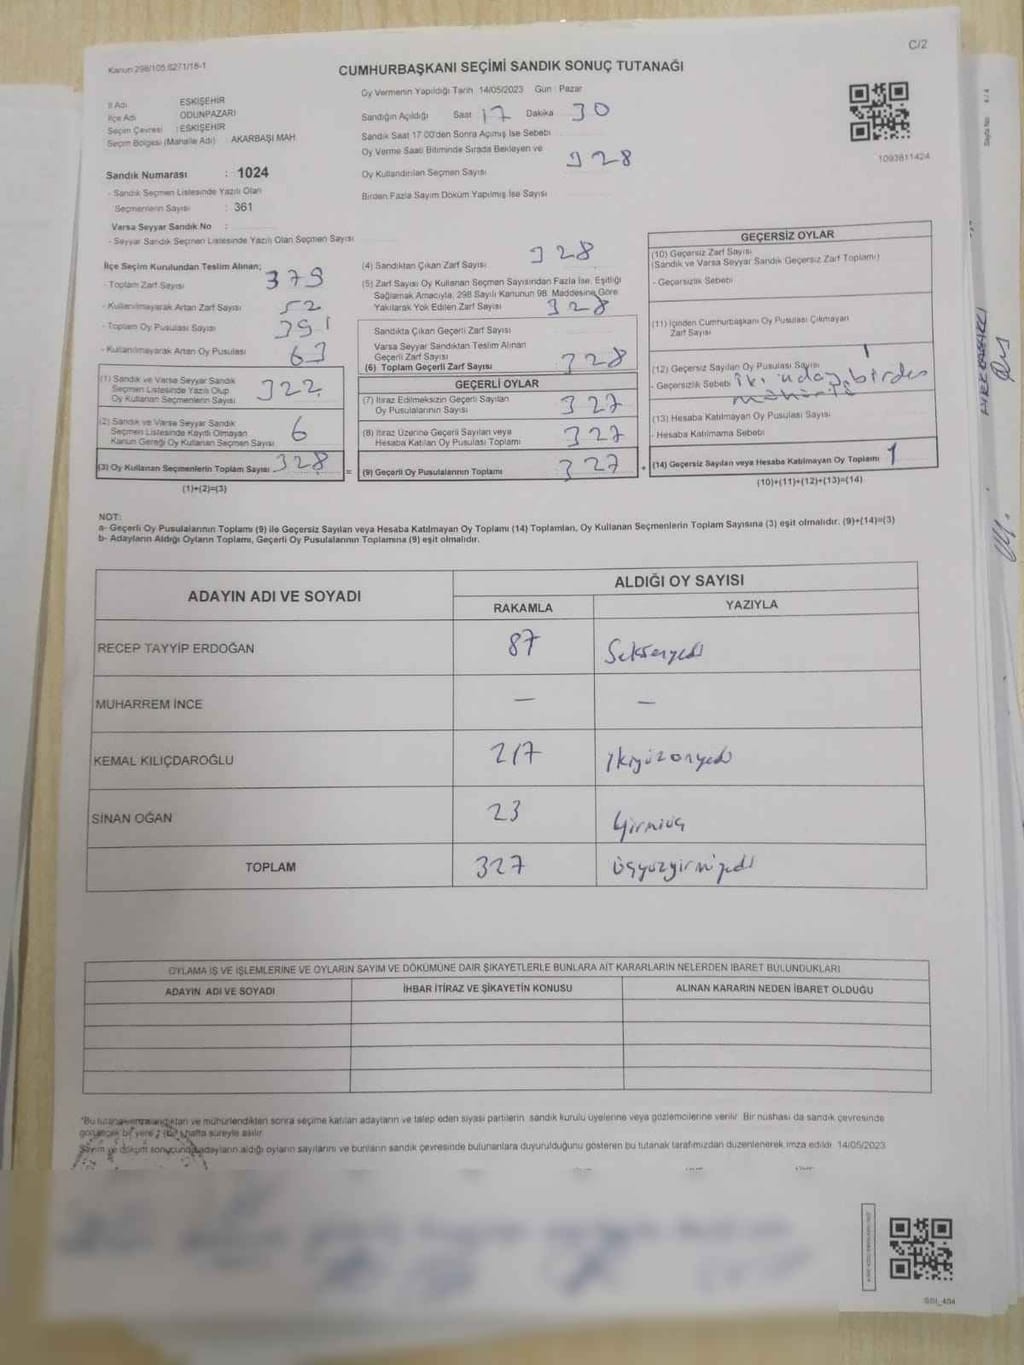 C/2
Kanun 298/105,6271/16-1
CUMHURBAŞKANI SEÇİMİ SANDIK SONUÇ TUTANAĞI
İl Adı : ESKİŞEHİR
İlçe Adı : ODUNPAZARI
Seçim Çevresi : ESKİŞEHİR
Seçim Bölgesi (Mahalle Adı) : AKARBAŞI MAH.
Sandık Numarası : 1024
- Sandık Seçmen Listesinde Yazılı Olan
Seçmenlerin Sayısı : 361
Varsa Seyyar Sandık No :
- Seyyar Sandık Seçmen Listesinde Yazılı Olan Seçmen Sayısı
Oy Vermenin Yapıldığı Tarih 14/05/2023 Gün : Pazar
Sandığın Açıldığı Saat 17 Dakika 30
Sandık Saat 17.00'den Sonra Açılmış İse Sebebi
Oy Verme Saati Bitiminde Sırada Bekleyen ve
Oy Kullandırılan Seçmen Sayısı 328
Birden Fazla Sayım Döküm Yapılmış İse Sayısı
1093811424
İlçe Seçim Kurulundan Teslim Alınan;
- Toplam Zarf Sayısı 379
- Kullanılmayarak Artan Zarf Sayısı 52
- Toplam Oy Pusulası Sayısı 391
- Kullanılmayarak Artan Oy Pusulası 63
(1) Sandık ve Varsa Seyyar Sandık
Seçmen Listesinde Yazılı Olup
Oy Kullanan Seçmenlerin Sayısı 322
(2) Sandık ve Varsa Seyyar Sandık
Seçmen Listesinde Kayıtlı Olmayan
Kanun Gereği Oy Kullanan Seçmen Sayısı 6
(3) Oy Kullanan Seçmenlerin Toplam Sayısı 328
(1)+(2)=(3)
(4) Sandıktan Çıkan Zarf Sayısı 328
(5) Zarf Sayısı Oy Kullanan Seçmen Sayısından Fazla İse, Eşitliği
Sağlamak Amacıyla, 298 Sayılı Kanunun 98. Maddesine Göre
Yakılarak Yok Edilen Zarf Sayısı 328
Sandıkta Çıkan Geçerli Zarf Sayısı
Varsa Seyyar Sandıktan Teslim Alınan
Geçerli Zarf Sayısı
(6) Toplam Geçerli Zarf Sayısı 328
GEÇERLİ OYLAR
(7) İtiraz Edilmeksizin Geçerli Sayılan
Oy Pusulalarının Sayısı 327
(8) İtiraz Üzerine Geçerli Sayılan veya
Hesaba Katılan Oy Pusulası Toplamı 327
= (9) Geçerli Oy Pusulalarının Toplamı 327
GEÇERSİZ OYLAR
(10) Geçersiz Zarf Sayısı
(Sandık ve Varsa Seyyar Sandık Geçersiz Zarf Toplamı)
- Geçersizlik Sebebi
(11) İçinden Cumhurbaşkanı Oy Pusulası Çıkmayan
Zarf Sayısı
(12) Geçersiz Sayılan Oy Pusulası Sayısı 1
- Geçersizlik Sebebi
(13) Hesaba Katılmayan Oy Pusulası Sayısı
- Hesaba Katılmama Sebebi
+ (14) Geçersiz Sayılan veya Hesaba Katılmayan Oy Toplamı 1
(10)+(11)+(12)+(13)=(14)
NOT:
a- Geçerli Oy Pusulalarının Toplamı (9) ile Geçersiz Sayılan veya Hesaba Katılmayan Oy Toplamı (14) Toplamları, Oy Kullanan Seçmenlerin Toplam Sayısına (3) eşit olmalıdır. (9)+(14)=(3)
b- Adayların Aldığı Oyların Toplamı, Geçerli Oy Pusulalarının Toplamına (9) eşit olmalıdır.
ADAYIN ADI VE SOYADI
ALDIĞI OY SAYISI
RAKAMLA YAZIYLA
RECEP TAYYİP ERDOĞAN 87 Seksenyedi
MUHARREM İNCE — —
KEMAL KILIÇDAROĞLU 217 ikiyüzonyedi
SİNAN OĞAN 23 Yirmiüç
TOPLAM 327 üçyüzyirmiyedi
OYLAMA İŞ VE İŞLEMLERİNE VE OYLARIN SAYIM VE DÖKÜMÜNE DAİR ŞİKAYETLERLE BUNLARA AİT KARARLARIN NELERDEN İBARET BULUNDUKLARI
ADAYIN ADI VE SOYADI İHBAR İTİRAZ VE ŞİKAYETİN KONUSU ALINAN KARARIN NEDEN İBARET OLDUĞU
*Bu tutanak imzalandıktan ve mühürlendikten sonra seçime katılan adayların ve talep eden siyasi partilerin sandık kurulu üyelerine veya gözlemcilerine verilir. Bir nüshası da sandık çevresinde
görülecek bir yere 1 (bir) hafta süreyle asılır.
Sayım ve döküm sonucunda adayların aldığı oyların sayılarını ve bunların sandık çevresinde bulunanlara duyurulduğunu gösteren bu tutanak tarafımızdan düzenlenerek imza edildi. 14/05/2023